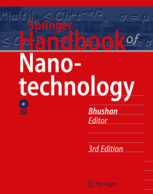 Springer
Handbook of
Nano-
technology
Bhushan
Editor
3rd Edition
Springer